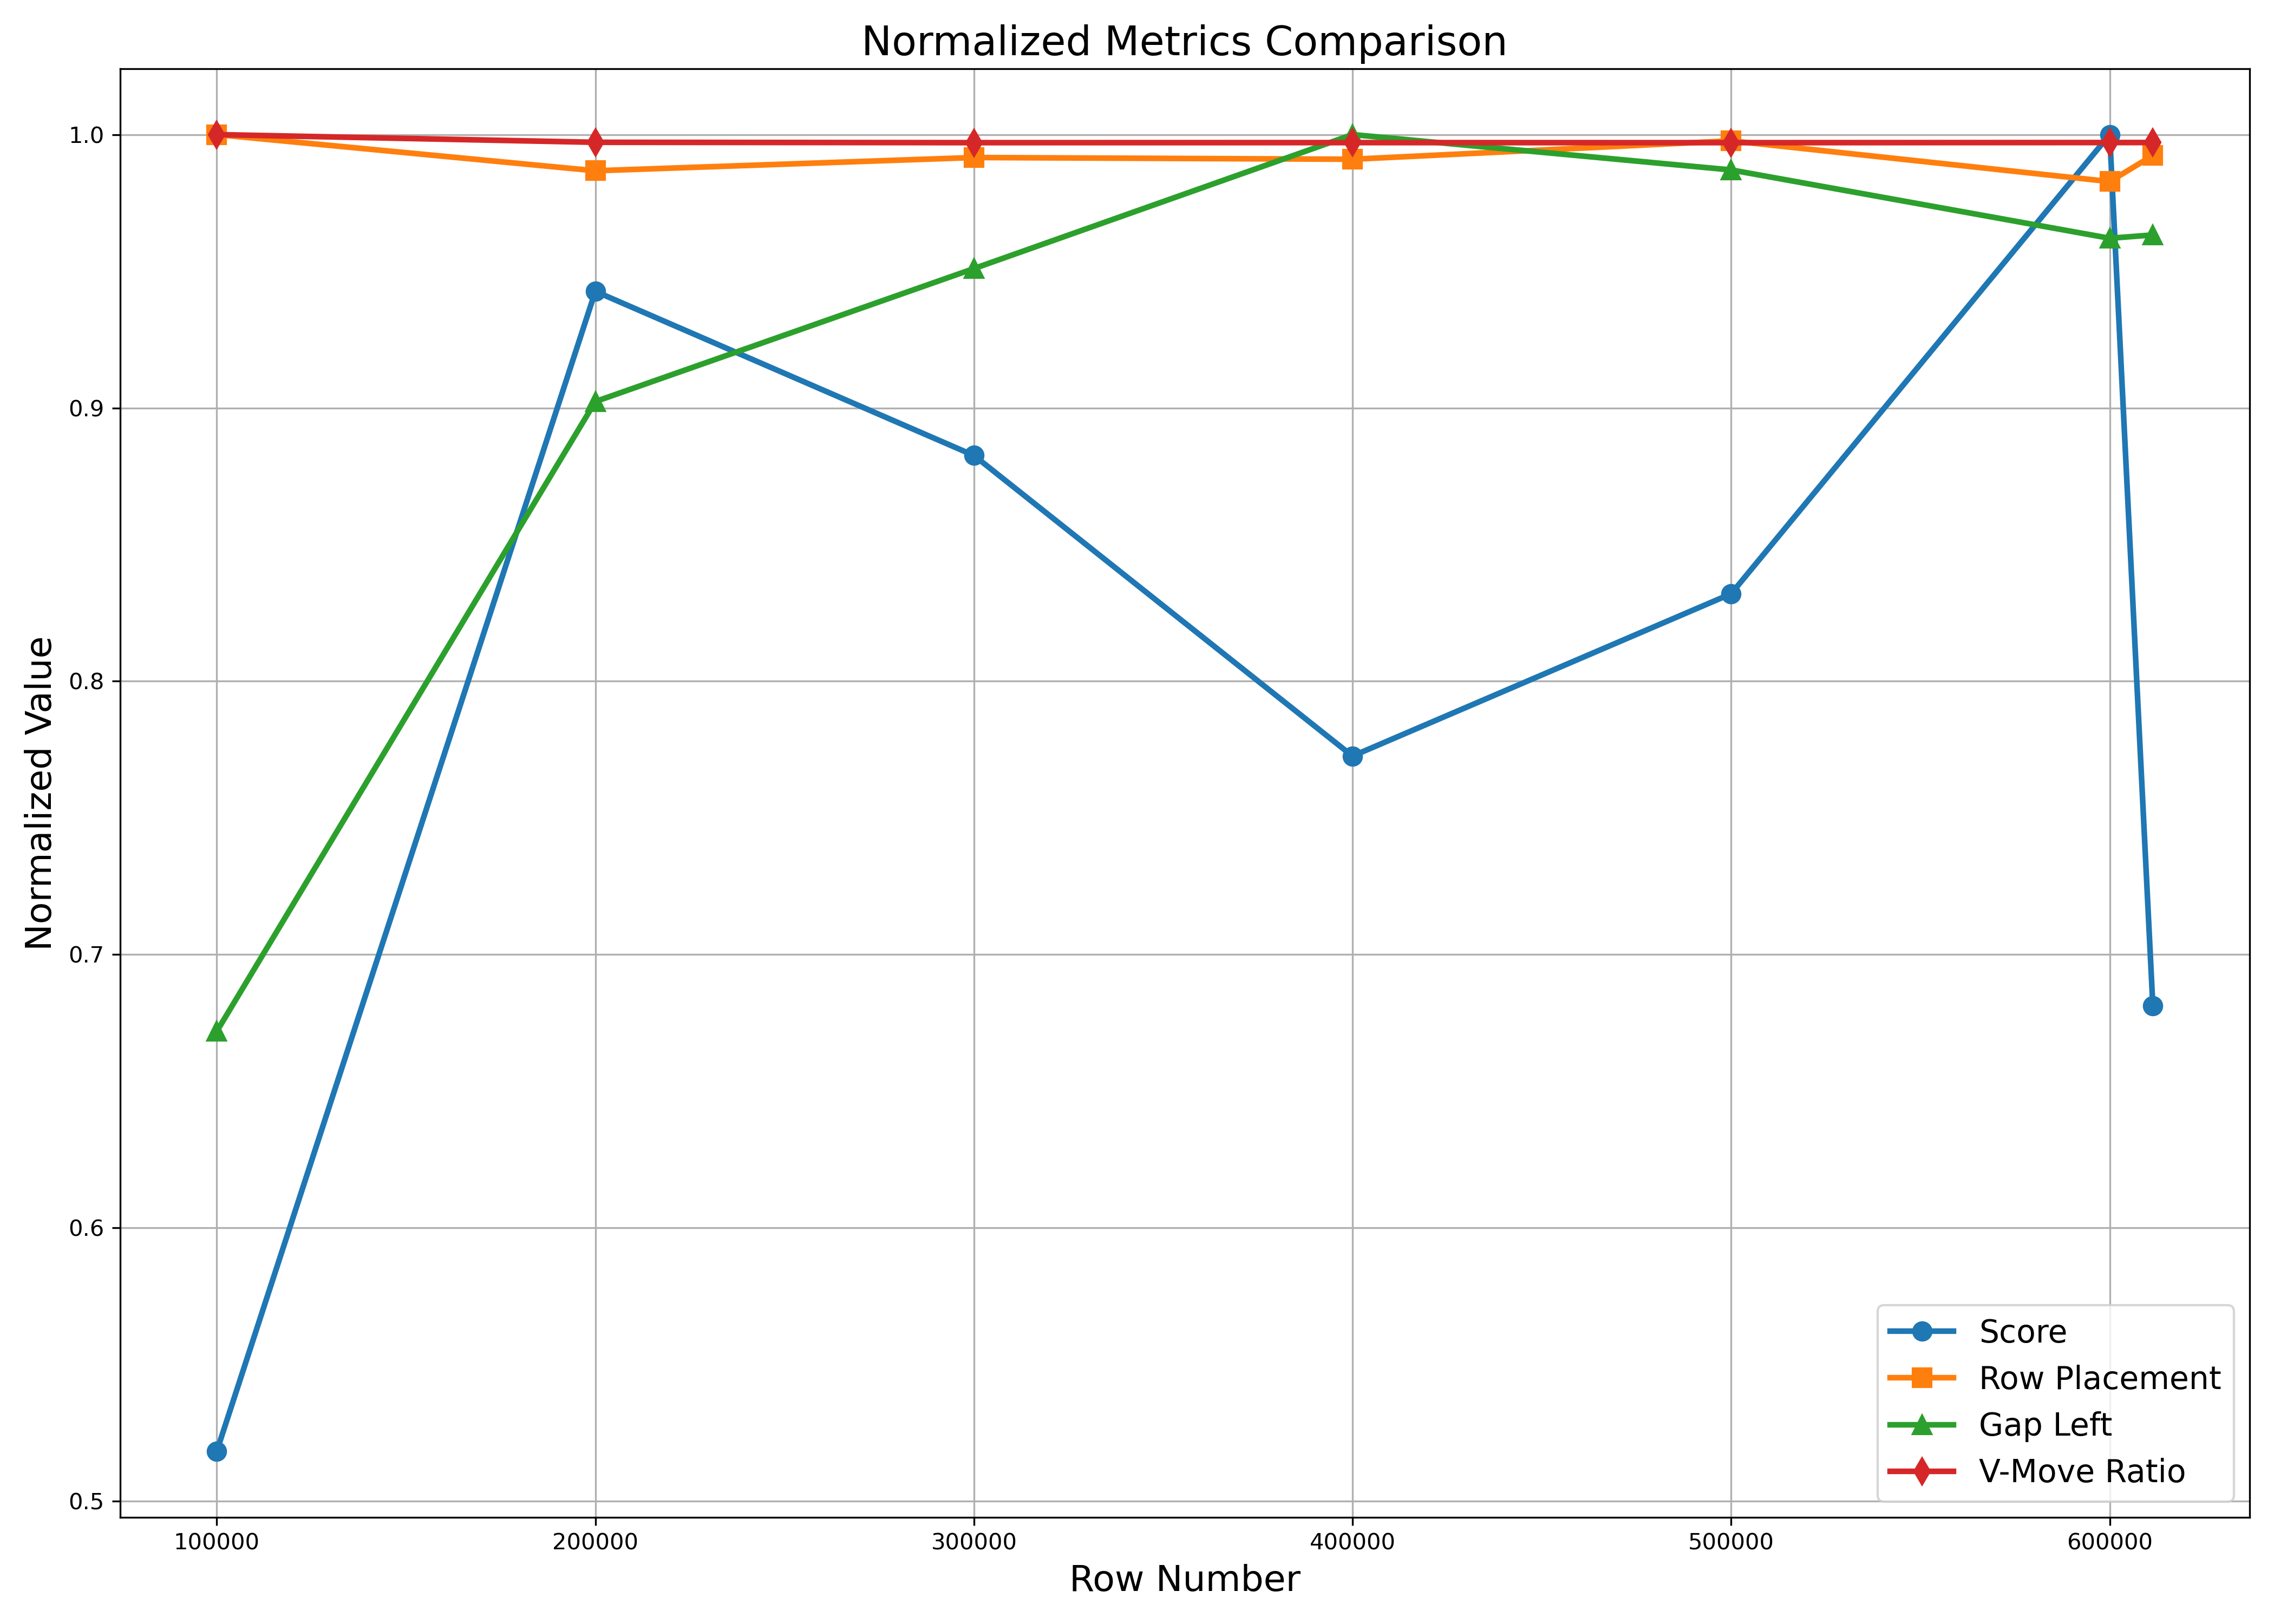 Normalized Metrics Comparison
Normalized Value
1.0
0.9
0.8
0.7
0.6
0.5
100000
200000
300000
400000
500000
600000
Row Number
Score
Row Placement
Gap Left
V-Move Ratio